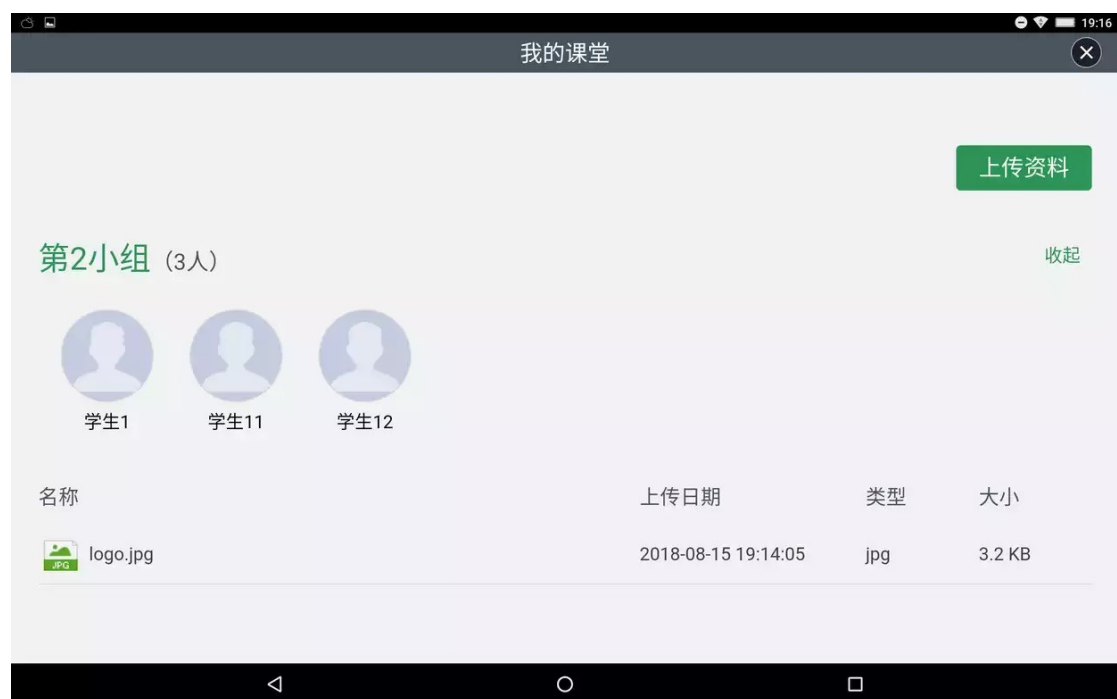 19:16
我的课堂
上传资料
第2小组（3人）
收起
学生1 学生11 学生12
名称 上传日期 类型 大小
JPG logo.jpg 2018-08-15 19:14:05 jpg 3.2 KB